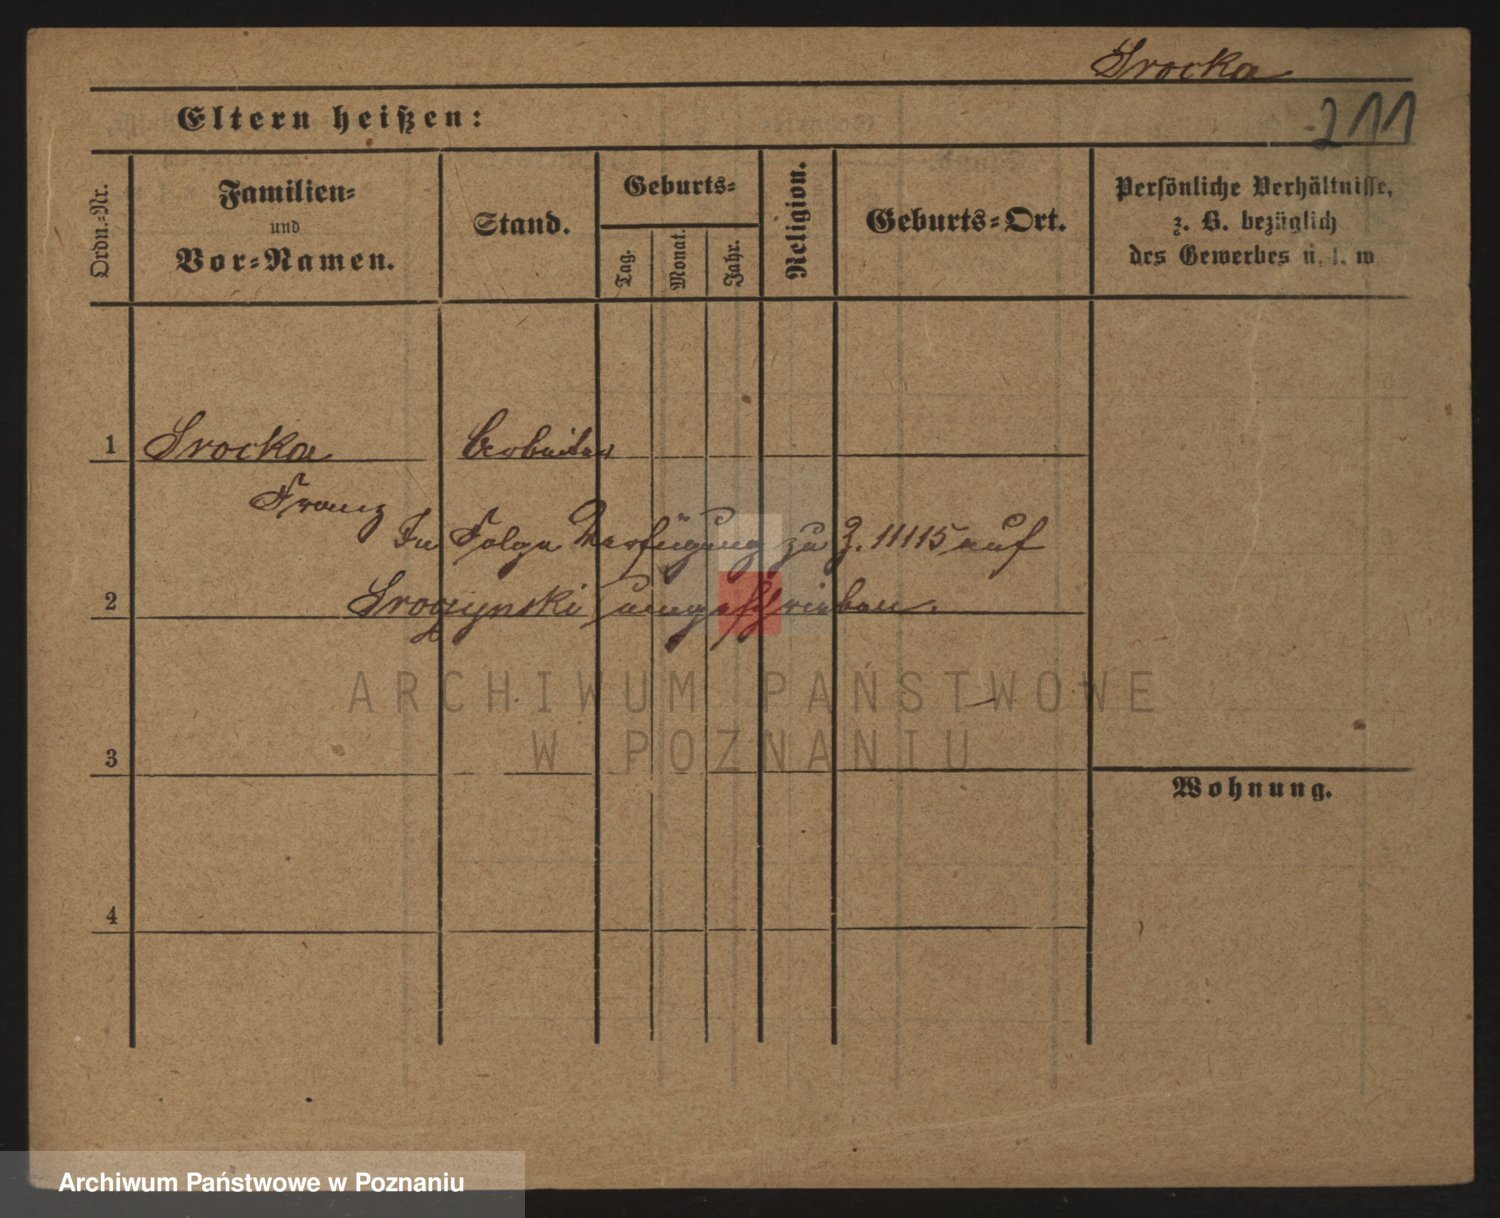 Srocka
Eltern heißen:
211
Ordn.-Nr.
Familien-
und
Vor-Namen.
Stand.
Geburts-
Tag.
Monat.
Jahr.
Religion.
Geburts-Ort.
Persönliche Verhältnisse,
z. B. bezüglich
des Gewerbes u. s. w
1 Srocka Arbeiter
Franz
In Folge Verfügung zu J. 11115 auf
2 Sroczynski umgeschrieben.
ARCHIWUM PAŃSTWOWE
W POZNANIU
3
Wohnung.
4
Archiwum Państwowe w Poznaniu